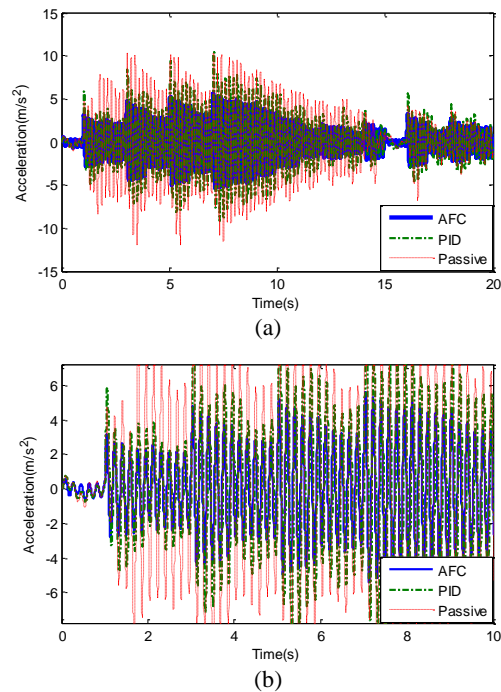 15
10
5
0
-5
-10
-15
Acceleration(m/s²)
0
5
10
15
20
Time(s)
AFC
PID
Passive
(a)
6
4
2
0
-2
-4
-6
Acceleration(m/s²)
0
2
4
6
8
10
Time(s)
AFC
PID
Passive
(b)